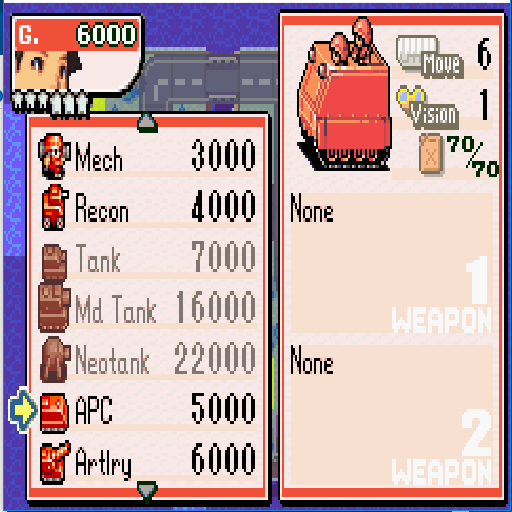 G. 6000
Mech 3000
Recon 4000
Tank 7000
Md Tank 16000
Neotank 22000
APC 5000
Artlry 6000
Move 6
Vision 1
70/70
None
1
WEAPON
None
2
WEAPON